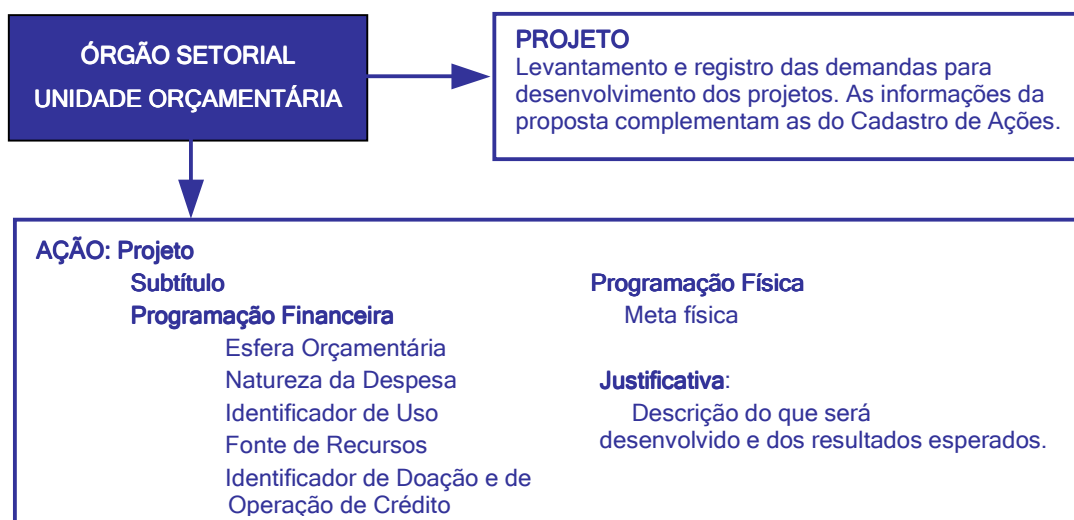 ÓRGÃO SETORIAL
UNIDADE ORÇAMENTÁRIA
PROJETO
Levantamento e registro das demandas para
desenvolvimento dos projetos. As informações da
proposta complementam as do Cadastro de Ações.
AÇÃO: Projeto
Subtítulo
Programação Financeira
Esfera Orçamentária
Natureza da Despesa
Identificador de Uso
Fonte de Recursos
Identificador de Doação e de
Operação de Crédito
Programação Física
Meta física
Justificativa:
Descrição do que será
desenvolvido e dos resultados esperados.